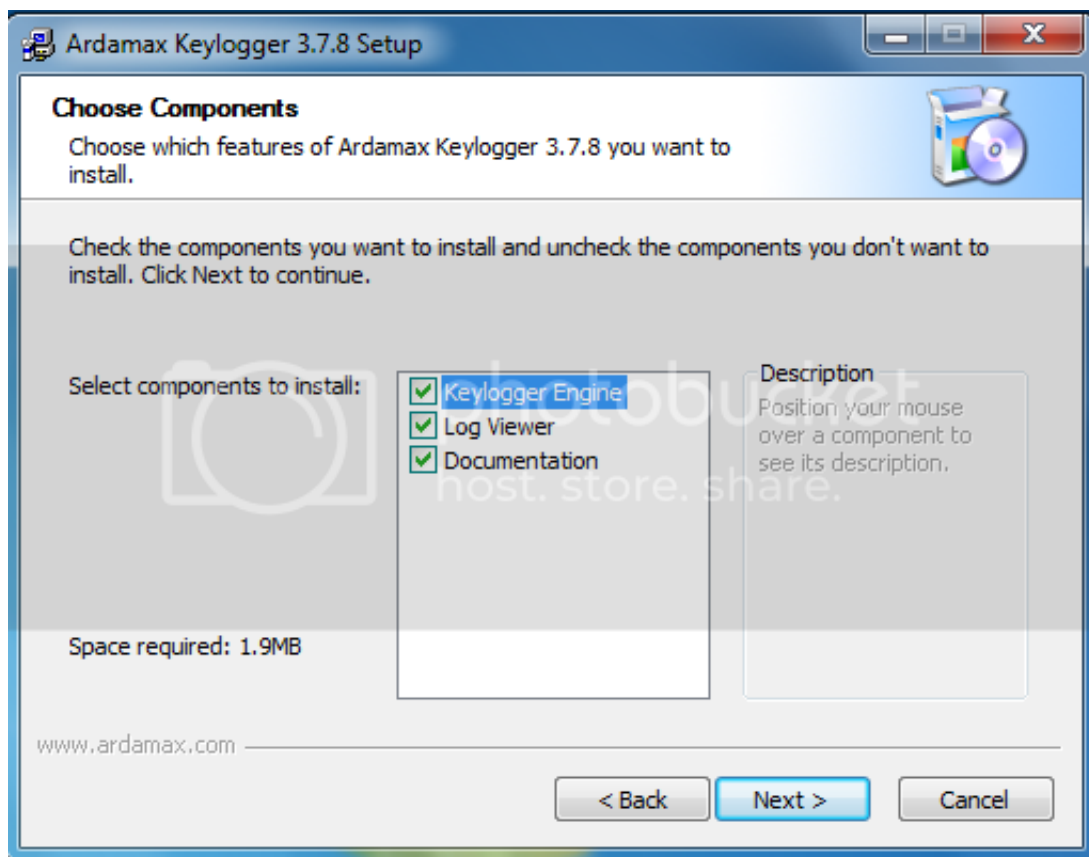 Ardamax Keylogger 3.7.8 Setup
Choose Components
Choose which features of Ardamax Keylogger 3.7.8 you want to
install.
Check the components you want to install and uncheck the components you don't want to
install. Click Next to continue.
Select components to install:
Keylogger Engine
Log Viewer
Documentation
Description
Position your mouse
over a component to
see its description.
photobucket
host. store. share.
Space required: 1.9MB
www.ardamax.com
< Back
Next >
Cancel